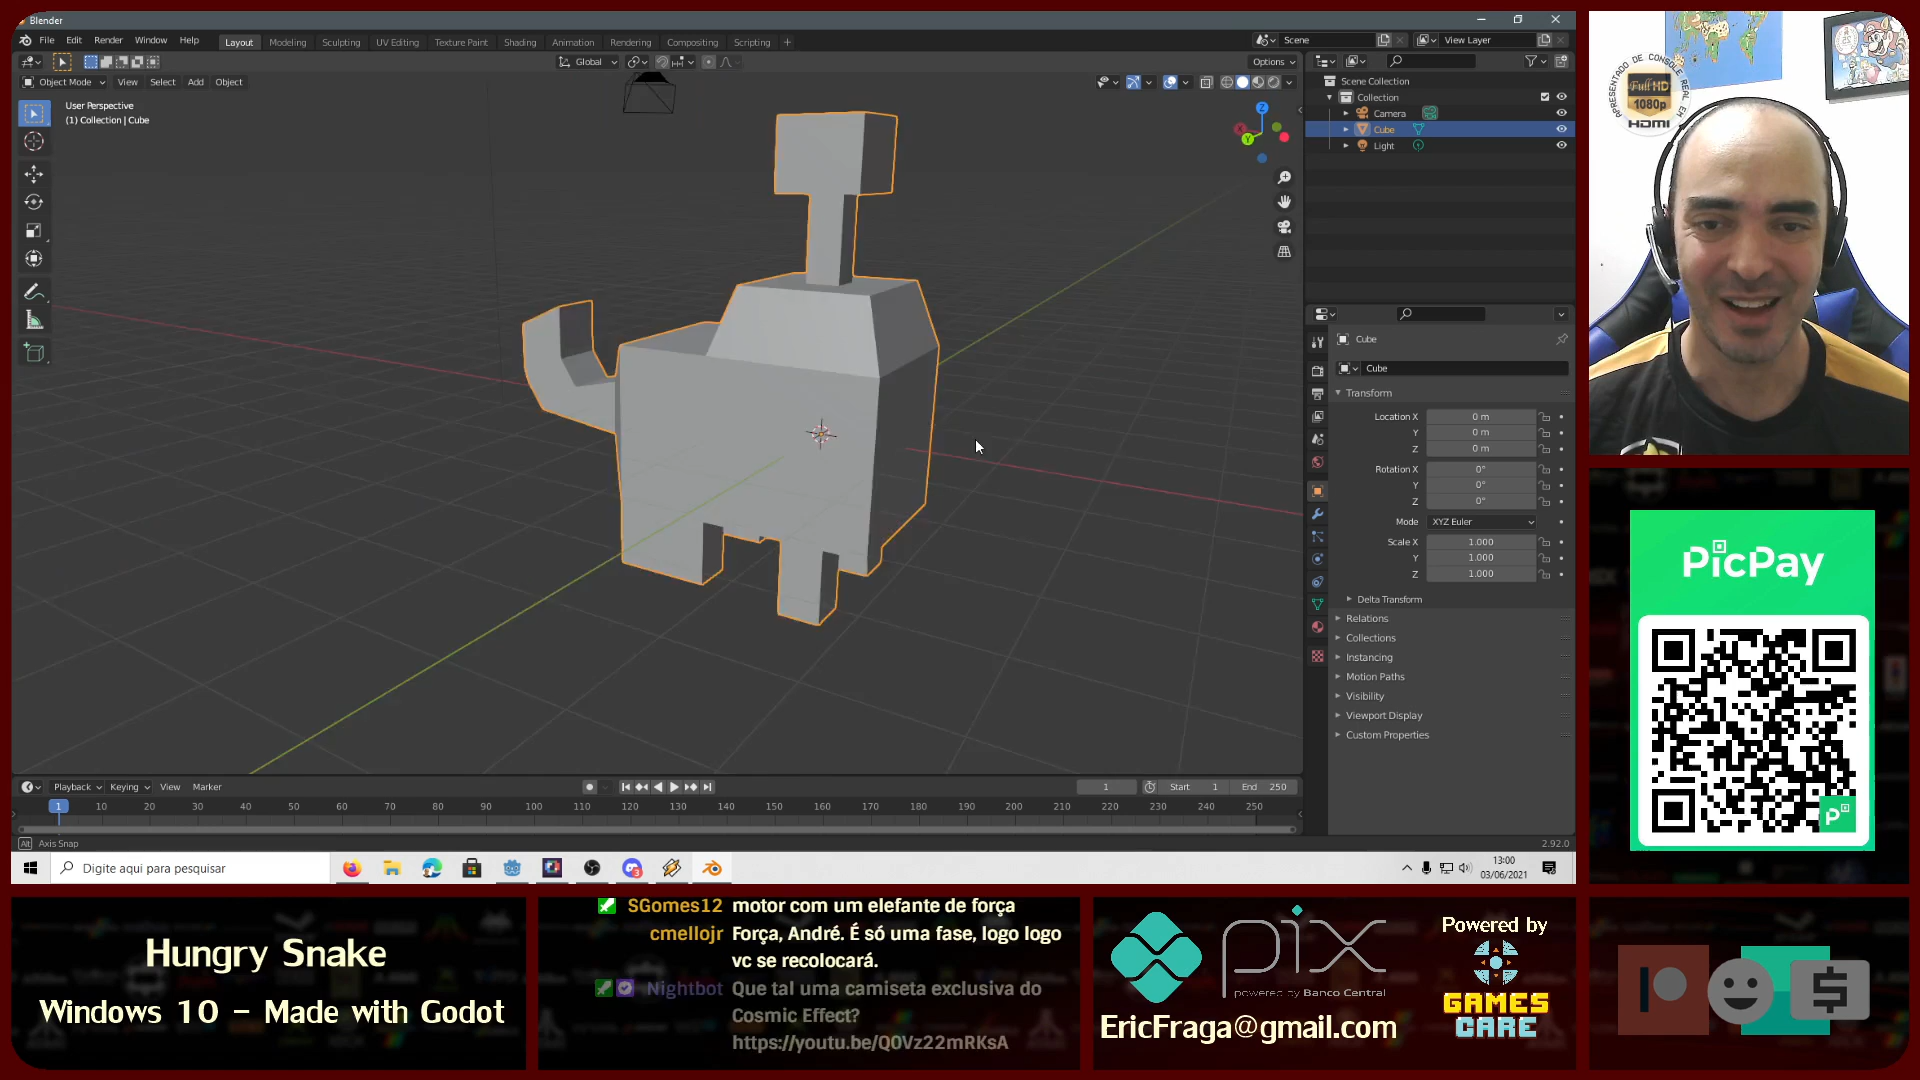 Blender
File Edit Render Window Help Layout Modeling Sculpting UV Editing Texture Paint Shading Animation Rendering Compositing Scripting + Scene View Layer
Global Options
Object Mode View Select Add Object
User Perspective
(1) Collection | Cube
Z
Y
Scene Collection
Collection
Camera
Cube
Light
Cube
Cube
Transform
Location X 0 m
Y 0 m
Z 0 m
Rotation X 0°
Y 0°
Z 0°
Mode XYZ Euler
Scale X 1.000
Y 1.000
Z 1.000
Delta Transform
Relations
Collections
Instancing
Motion Paths
Visibility
Viewport Display
Custom Properties
Playback Keying View Marker 1 Start 1 End 250
1 10 20 30 40 50 60 70 80 90 100 110 120 130 140 150 160 170 180 190 200 210 220 230 240 250
Alt Axis Snap 2.92.0
Digite aqui para pesquisar
3
13:00
03/06/2021
APRESENTADO DE CONSOLE REAL EM
Full HD
1080p
HDMI
PicPay
Hungry Snake
Windows 10 - Made with Godot
SGomes12 motor com um elefante de força
cmellojr Força, André. É só uma fase, logo logo
vc se recolocará.
Nightbot Que tal uma camiseta exclusiva do
Cosmic Effect?
https://youtu.be/Q0Vz22mRKsA
pix
powered by Banco Central
EricFraga@gmail.com
Powered by
GAMES
CARE
$